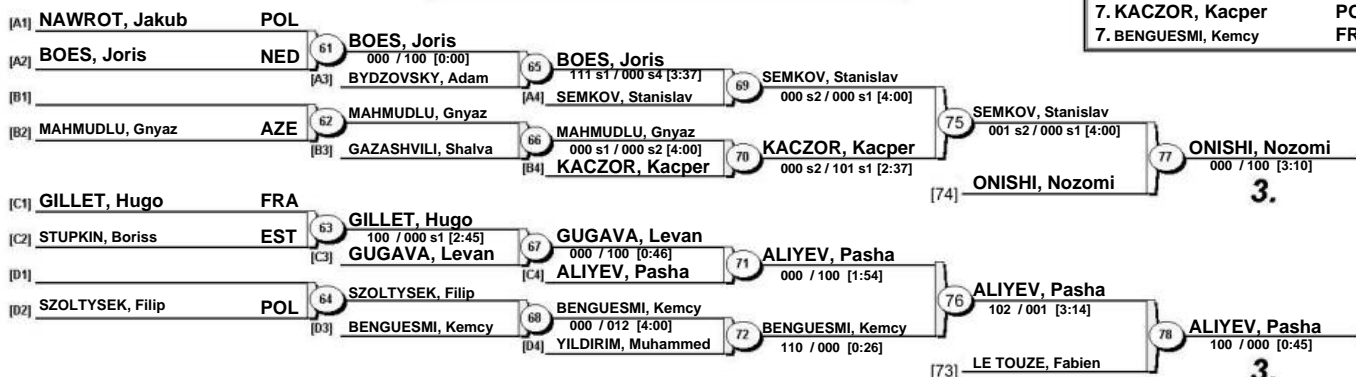 7. KACZOR, Kacper PO
7. BENGUESMI, Kemcy FR
[A1] NAWROT, Jakub POL
61 BOES, Joris
000 / 100 [0:00]
[A2] BOES, Joris NED
[A3] BYDZOVSKY, Adam
65 BOES, Joris
111 s1 / 000 s4 [3:37]
[A4] SEMKOV, Stanislav
69 SEMKOV, Stanislav
000 s2 / 000 s1 [4:00]
[B1]
62 MAHMUDLU, Gnyaz
[B2] MAHMUDLU, Gnyaz AZE
[B3] GAZASHVILI, Shalva
66 MAHMUDLU, Gnyaz
000 s1 / 000 s2 [4:00]
[B4] KACZOR, Kacper
70 KACZOR, Kacper
000 s2 / 101 s1 [2:37]
75 SEMKOV, Stanislav
001 s2 / 000 s1 [4:00]
[74] ONISHI, Nozomi
77 ONISHI, Nozomi
000 / 100 [3:10]
3.
[C1] GILLET, Hugo FRA
63 GILLET, Hugo
100 / 000 s1 [2:45]
[C2] STUPKIN, Boriss EST
[C3] GUGAVA, Levan
67 GUGAVA, Levan
000 / 100 [0:46]
[C4] ALIYEV, Pasha
71 ALIYEV, Pasha
000 / 100 [1:54]
[D1]
64 SZOLTYSEK, Filip
[D2] SZOLTYSEK, Filip POL
[D3] BENGUESMI, Kemcy
68 BENGUESMI, Kemcy
000 / 012 [4:00]
[D4] YILDIRIM, Muhammed
72 BENGUESMI, Kemcy
110 / 000 [0:26]
76 ALIYEV, Pasha
102 / 001 [3:14]
[73] LE TOUZE, Fabien
78 ALIYEV, Pasha
100 / 000 [0:45]
3.